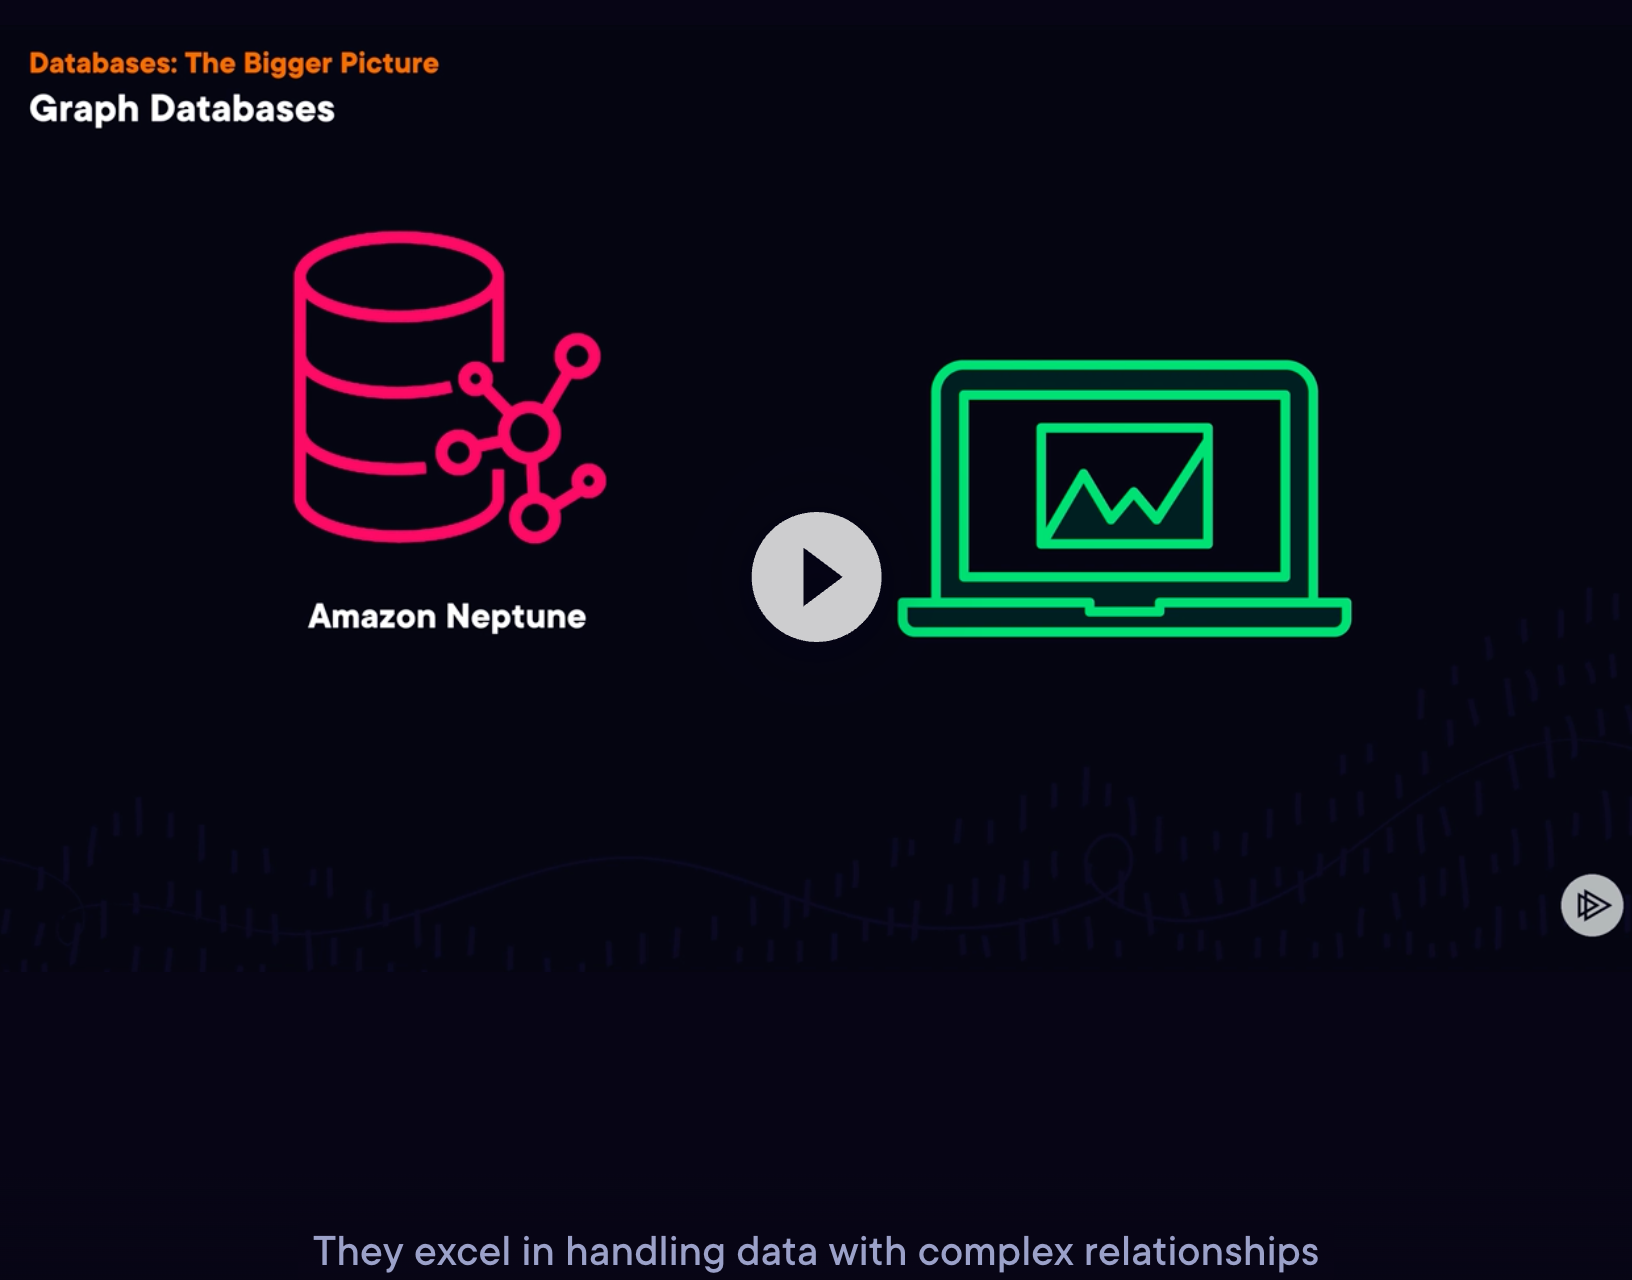 Databases: The Bigger Picture
Graph Databases
Amazon Neptune
They excel in handling data with complex relationships